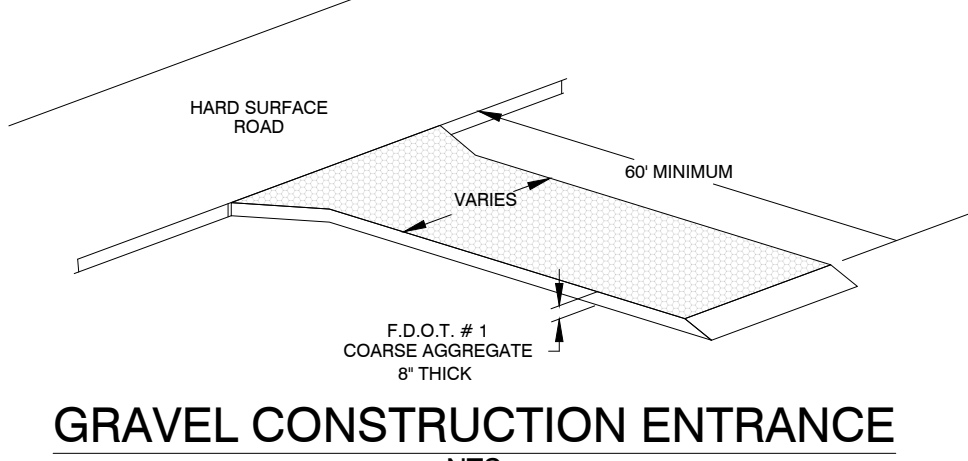 HARD SURFACE
ROAD
60' MINIMUM
VARIES
F.D.O.T. # 1
COARSE AGGREGATE
8" THICK
GRAVEL CONSTRUCTION ENTRANCE